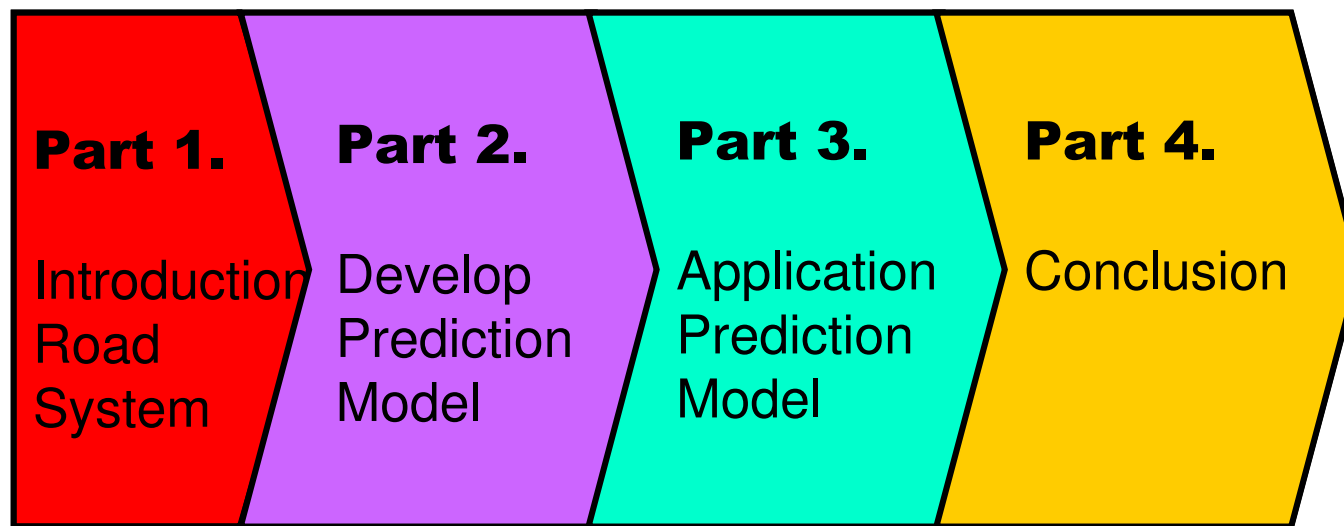 Part 1.
Introduction
Road
System
Part 2.
Develop
Prediction
Model
Part 3.
Application
Prediction
Model
Part 4.
Conclusion